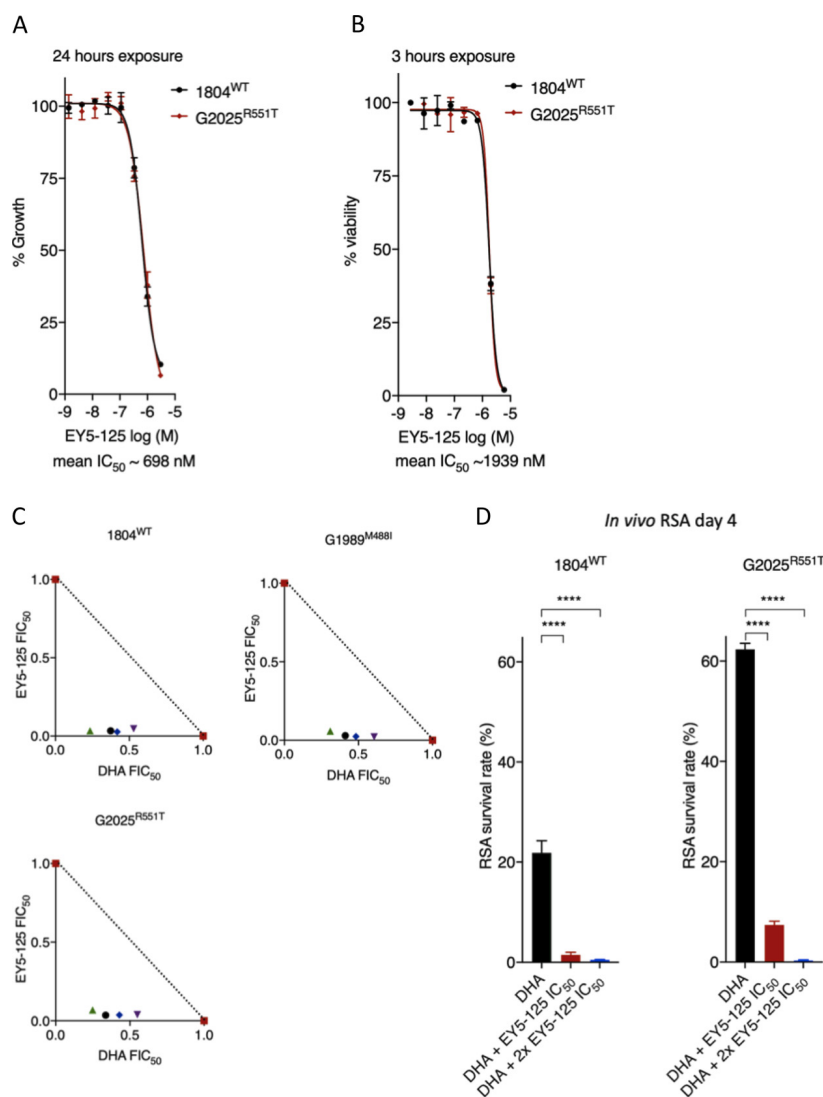 A
24 hours exposure
1804WT
G2025R551T
100
75
50
25
0
% Growth
-9 -8 -7 -6 -5
EY5-125 log (M)
mean IC50 ~ 698 nM
B
3 hours exposure
1804WT
G2025R551T
100
75
50
25
0
% viability
-9 -8 -7 -6 -5
EY5-125 log (M)
mean IC50 ~1939 nM
C
1804WT
1.0
0.5
0.0
EY5-125 FIC50
0.0 0.5 1.0
DHA FIC50
G1989M488I
1.0
0.5
0.0
EY5-125 FIC50
0.0 0.5 1.0
DHA FIC50
G2025R551T
1.0
0.5
0.0
EY5-125 FIC50
0.0 0.5 1.0
DHA FIC50
D
In vivo RSA day 4
1804WT
****
****
60
40
20
0
RSA survival rate (%)
DHA
DHA + EY5-125 IC50
DHA + 2x EY5-125 IC50
G2025R551T
****
****
60
40
20
0
RSA survival rate (%)
DHA
DHA + EY5-125 IC50
DHA + 2x EY5-125 IC50